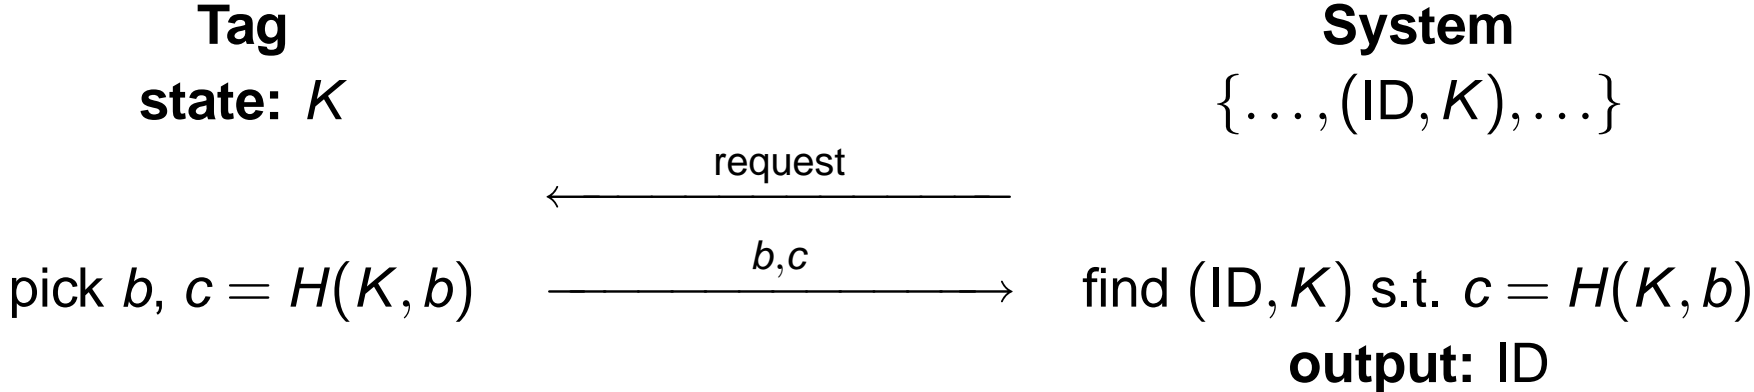 Tag
System
state: K
{...,(ID,K),...}
request
b,c
pick b, c = H(K,b)
find (ID,K) s.t. c = H(K,b)
output: ID